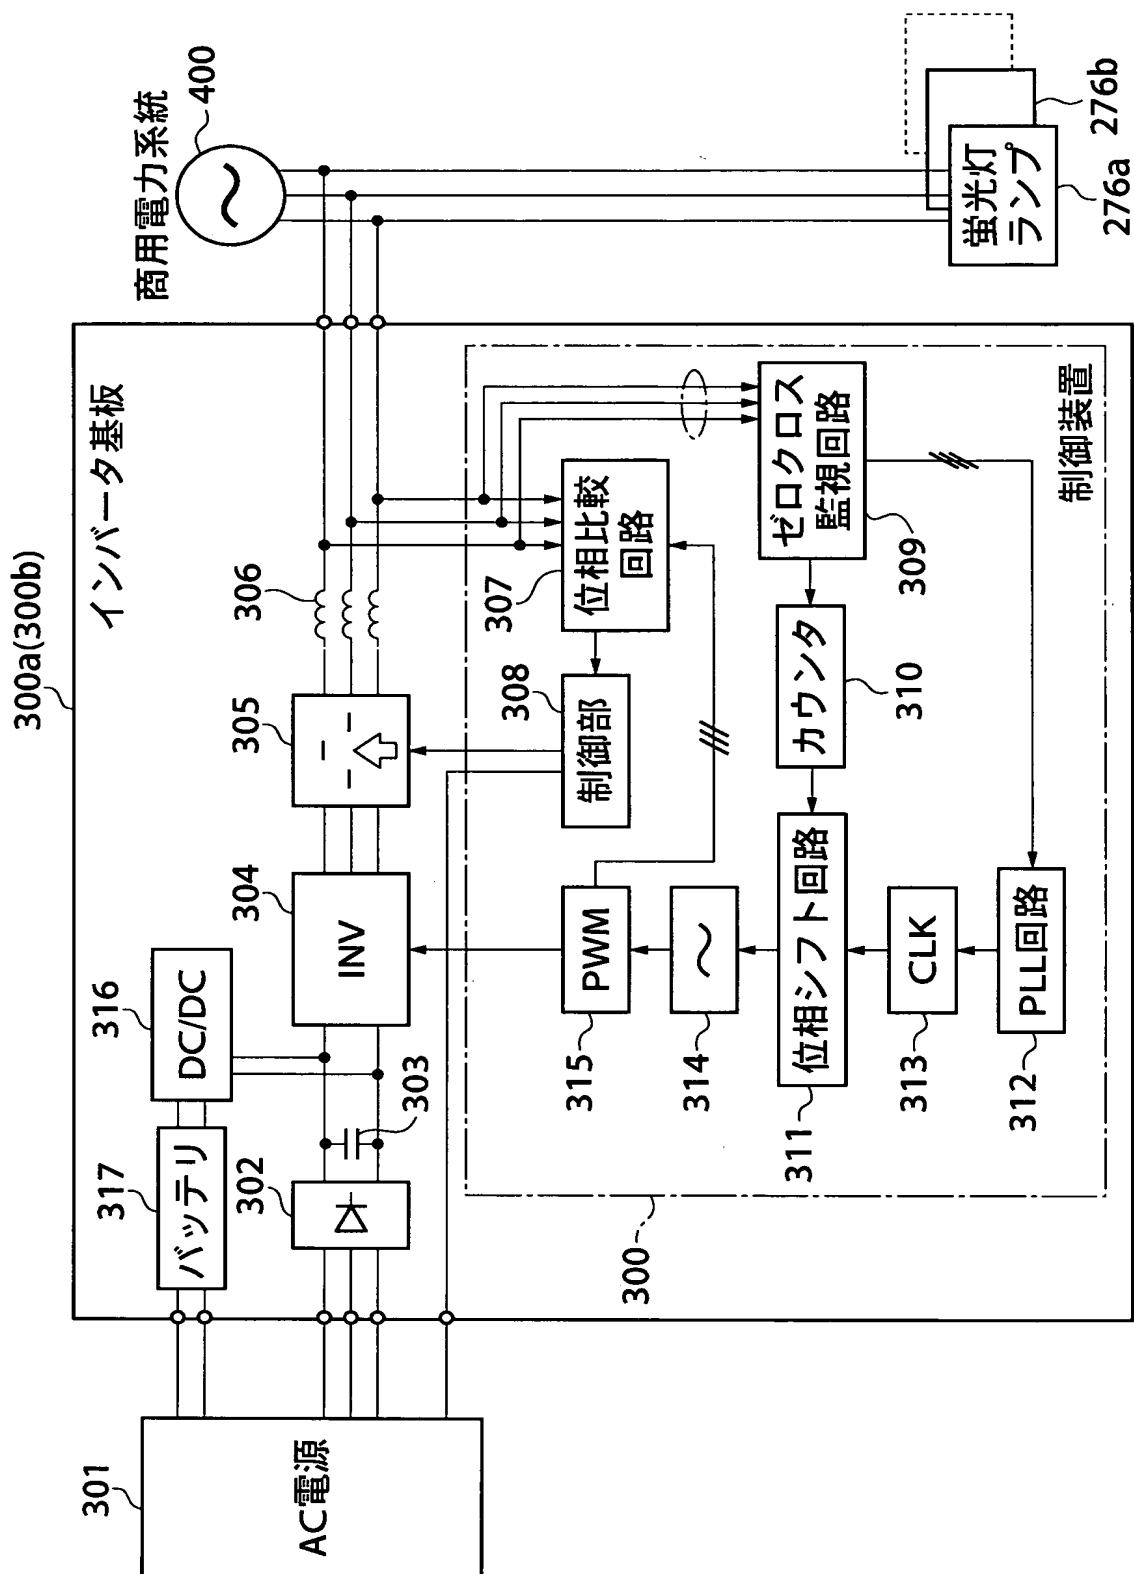 300a(300b)
インバータ基板
商用電力系統
400
301
AC電源
317
バッテリ
316
DC/DC
302
303
304
INV
305
306
307
位相比較
回路
308
制御部
315
PWM
314
311
位相シフト回路
313
CLK
312
PLL回路
310
カウンタ
309
ゼロクロス
監視回路
制御装置
300
蛍光灯
ランプ
276a
276b